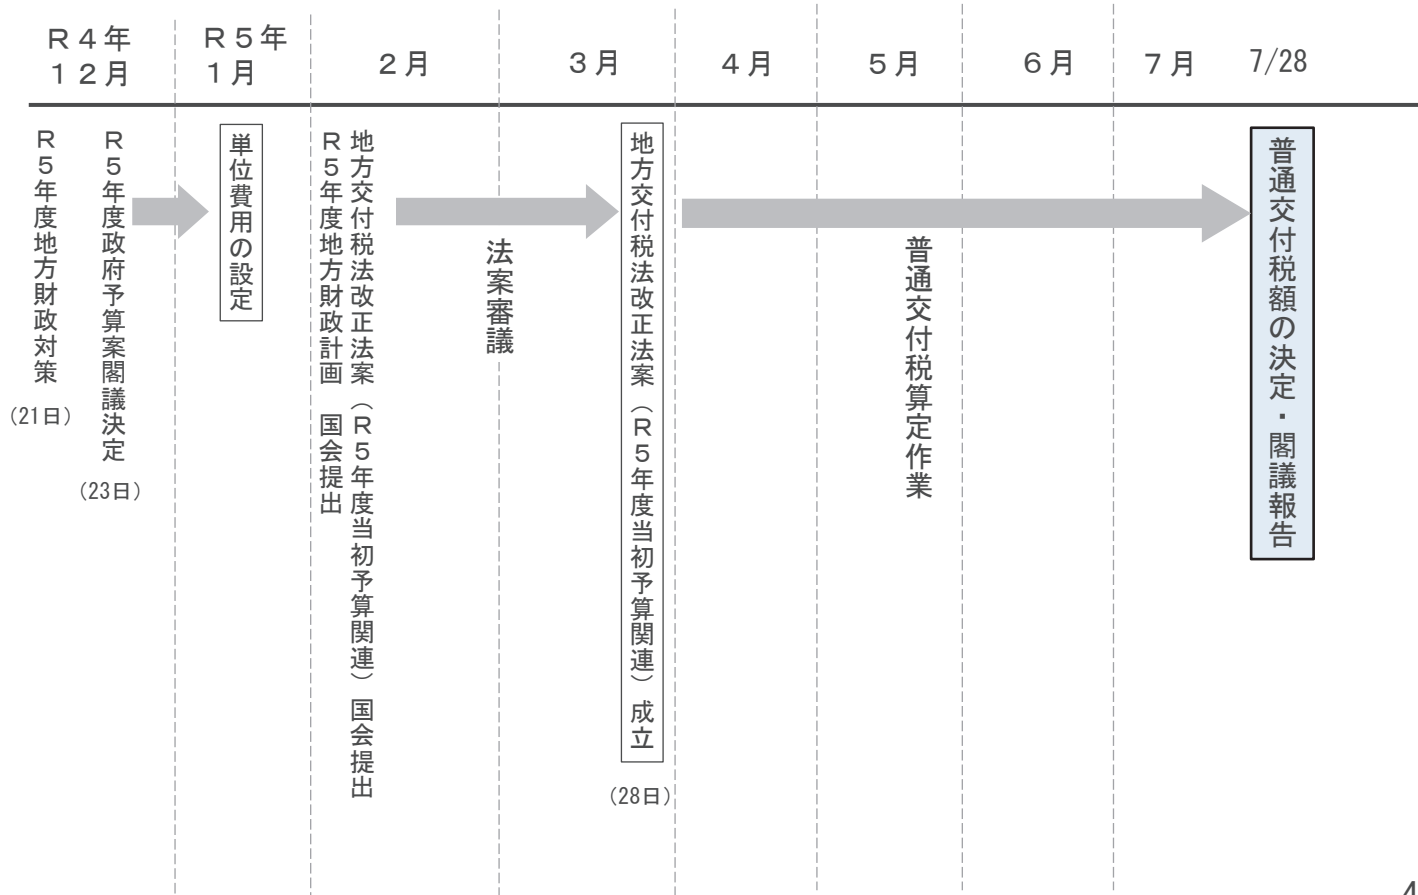 Ｒ４年
１２月
Ｒ５年
１月
２月
３月
４月
５月
６月
７月
7/28
Ｒ５年度地方財政対策
（21日）
Ｒ５年度政府予算案閣議決定
（23日）
単位費用の設定
Ｒ５年度地方財政計画　国会提出
地方交付税法改正法案（Ｒ５年度当初予算関連）国会提出
法案審議
地方交付税法改正法案（Ｒ５年度当初予算関連）成立
（28日）
普通交付税算定作業
普通交付税額の決定・閣議報告
4